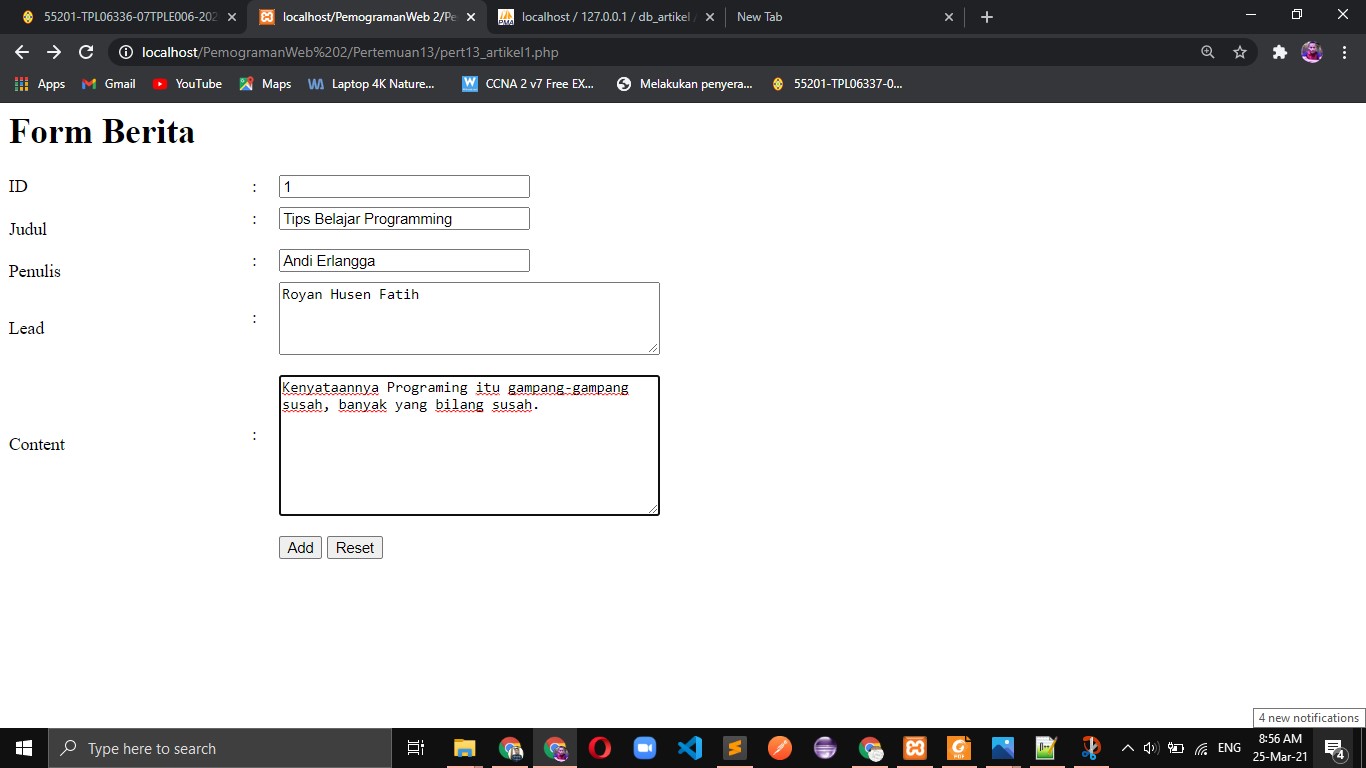 55201-TPL06336-07TPLE006-202
localhost/PemogramanWeb 2/Pe
localhost / 127.0.0.1 / db_artikel /
New Tab
localhost/PemogramanWeb%202/Pertemuan13/pert13_artikel1.php
Apps
Gmail
YouTube
Maps
Laptop 4K Nature...
CCNA 2 v7 Free EX...
Melakukan penyera...
55201-TPL06337-0...
Form Berita
ID : 1
Judul : Tips Belajar Programming
Penulis : Andi Erlangga
Lead : Royan Husen Fatih
Content : Kenyataannya Programing itu gampang-gampang
susah, banyak yang bilang susah.
Add Reset
4 new notifications
Type here to search
ENG
8:56 AM
25-Mar-21
4